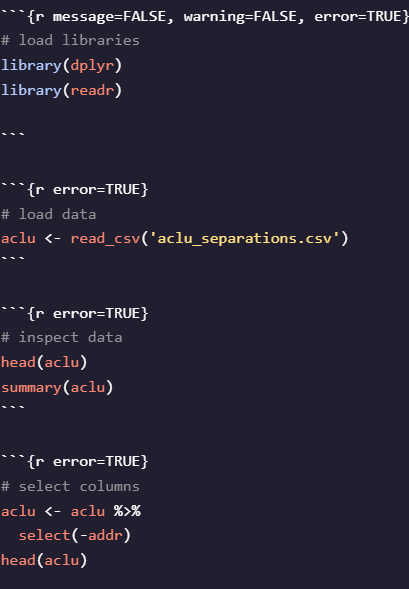 ```{r message=FALSE, warning=FALSE, error=TRUE}
# load libraries
library(dplyr)
library(readr)
```
```{r error=TRUE}
# load data
aclu <- read_csv('aclu_separations.csv')
```
```{r error=TRUE}
# inspect data
head(aclu)
summary(aclu)
```
```{r error=TRUE}
# select columns
aclu <- aclu %>%
  select(-addr)
head(aclu)